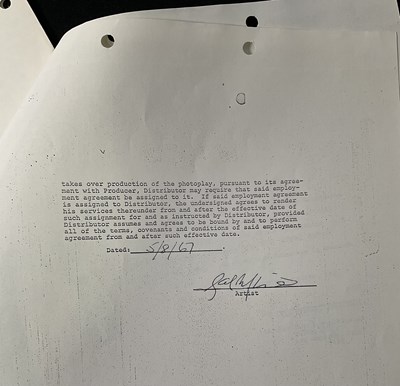 takes over production of the photoplay, pursuant to its agree-
ment with Producer, Distributor may require that said employ-
ment agreement be assigned to it. If said employment agreement
is assigned to Distributor, the undersigned agrees to render
his services thereunder from and after the effective date of
such assignment for and as instructed by Distributor, provided
Distributor assumes and agrees to be bound by and to perform
all of the terms, covenants and conditions of said employment
agreement from and after such effective date.
Dated: 5/8/67
Artist